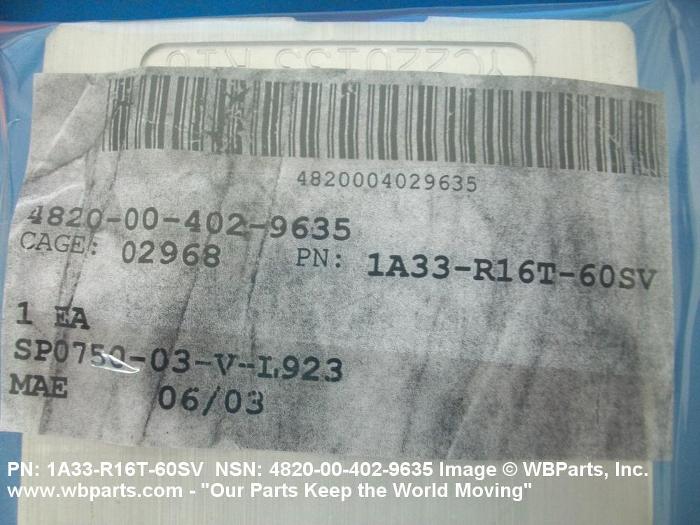 4820004029635
4820-00-402-9635
CAGE: 02968 PN: 1A33-R16T-60SV
1 EA
SP0750-03-V-L923
MAE 06/03
PN: 1A33-R16T-60SV NSN: 4820-00-402-9635 Image © WBParts, Inc.
www.wbparts.com - "Our Parts Keep the World Moving"